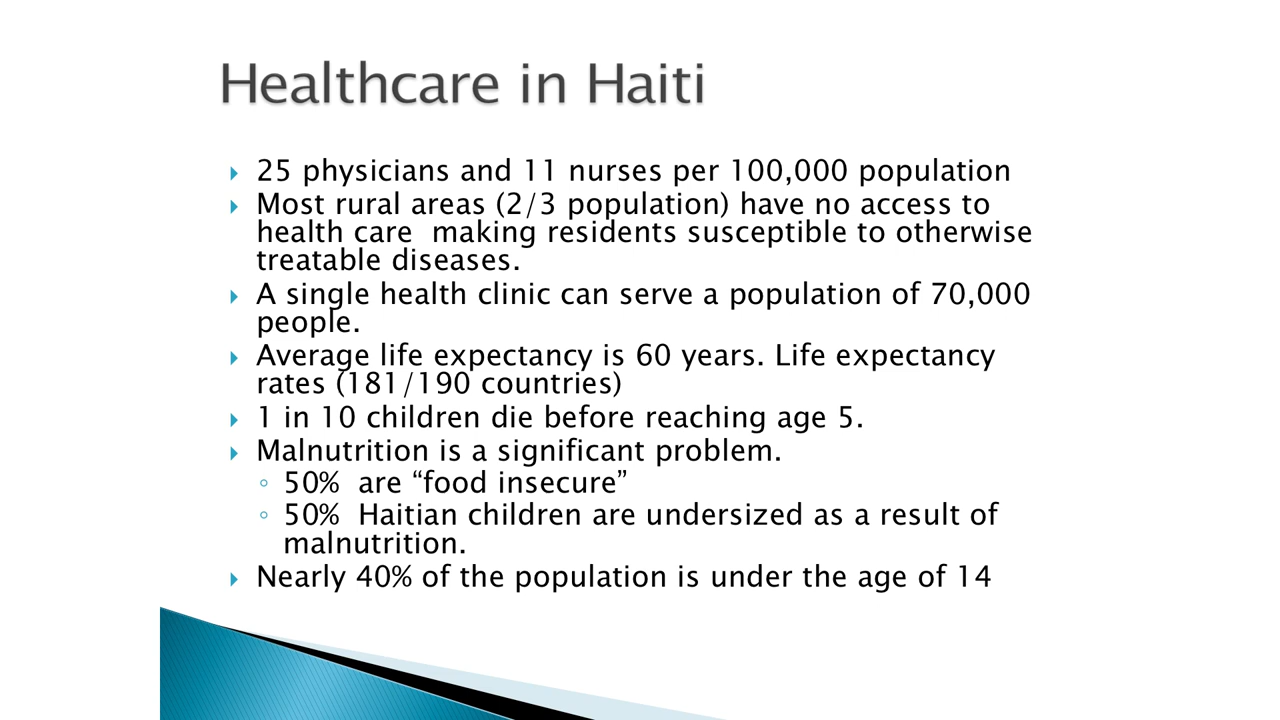 Healthcare in Haiti
25 physicians and 11 nurses per 100,000 population
Most rural areas (2/3 population) have no access to
health care  making residents susceptible to otherwise
treatable diseases.
A single health clinic can serve a population of 70,000
people.
Average life expectancy is 60 years. Life expectancy
rates (181/190 countries)
1 in 10 children die before reaching age 5.
Malnutrition is a significant problem.
50%  are “food insecure”
50%  Haitian children are undersized as a result of
malnutrition.
Nearly 40% of the population is under the age of 14